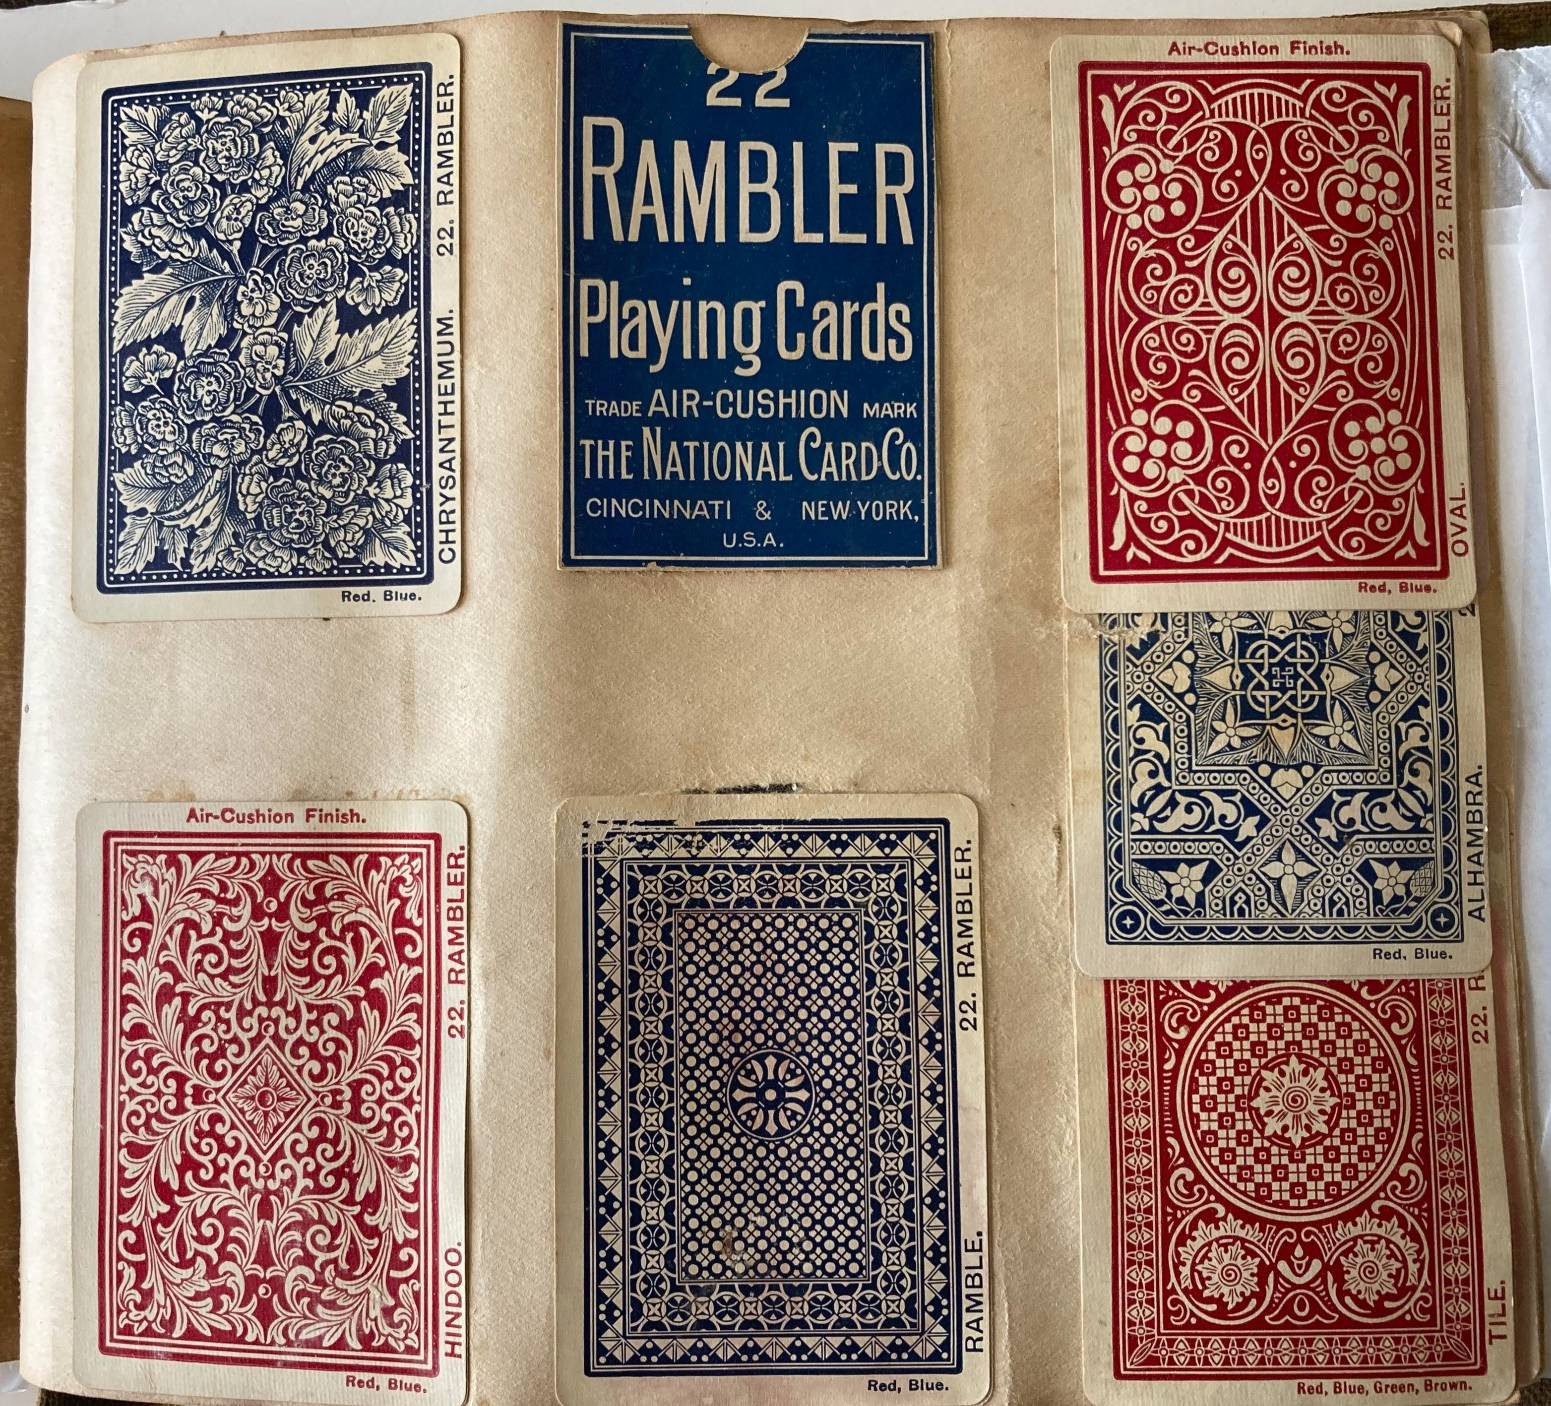 22. RAMBLER.
CHRYSANTHEMUM.
Red, Blue.
22
RAMBLER
Playing Cards
TRADE AIR-CUSHION MARK
THE NATIONAL CARD CO.
CINCINNATI & NEW YORK,
U.S.A.
Air-Cushion Finish.
22. RAMBLER.
OVAL.
Red, Blue.
ALHAMBRA.
Red, Blue.
Air-Cushion Finish.
22. RAMBLER.
HINDOO.
Red, Blue.
22. RAMBLER.
RAMBLE.
Red, Blue.
22. R
TILE.
Red, Blue, Green, Brown.